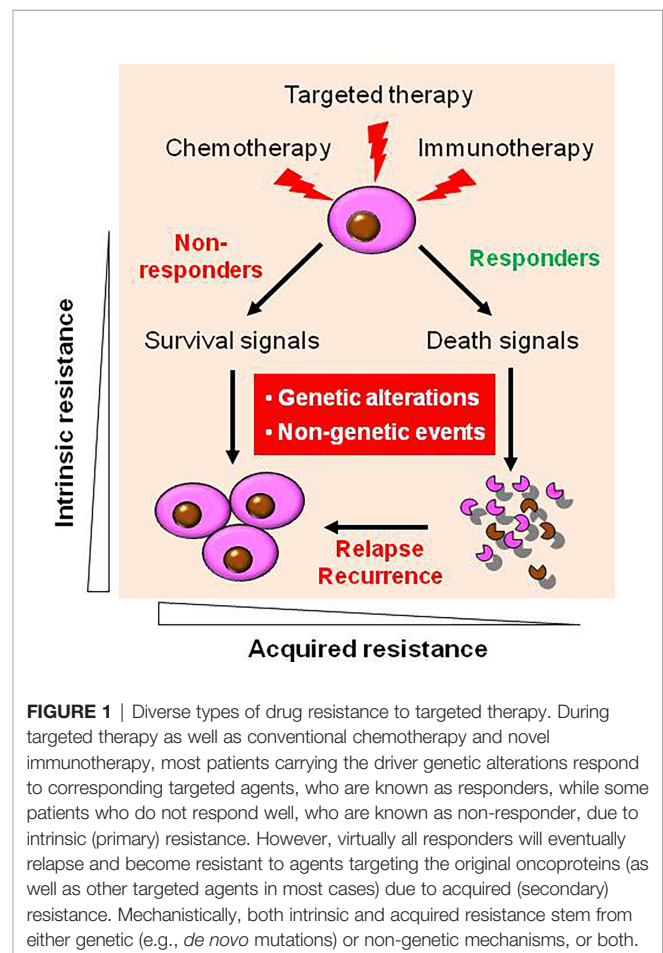 Targeted therapy
Chemotherapy
Immunotherapy
Non-
responders
Responders
Survival signals
Death signals
• Genetic alterations
• Non-genetic events
Relapse
Recurrence
Intrinsic resistance
Acquired resistance
FIGURE 1 | Diverse types of drug resistance to targeted therapy. During
targeted therapy as well as conventional chemotherapy and novel
immunotherapy, most patients carrying the driver genetic alterations respond
to corresponding targeted agents, who are known as responders, while some
patients who do not respond well, who are known as non-responder, due to
intrinsic (primary) resistance. However, virtually all responders will eventually
relapse and become resistant to agents targeting the original oncoproteins (as
well as other targeted agents in most cases) due to acquired (secondary)
resistance. Mechanistically, both intrinsic and acquired resistance stem from
either genetic (e.g., de novo mutations) or non-genetic mechanisms, or both.